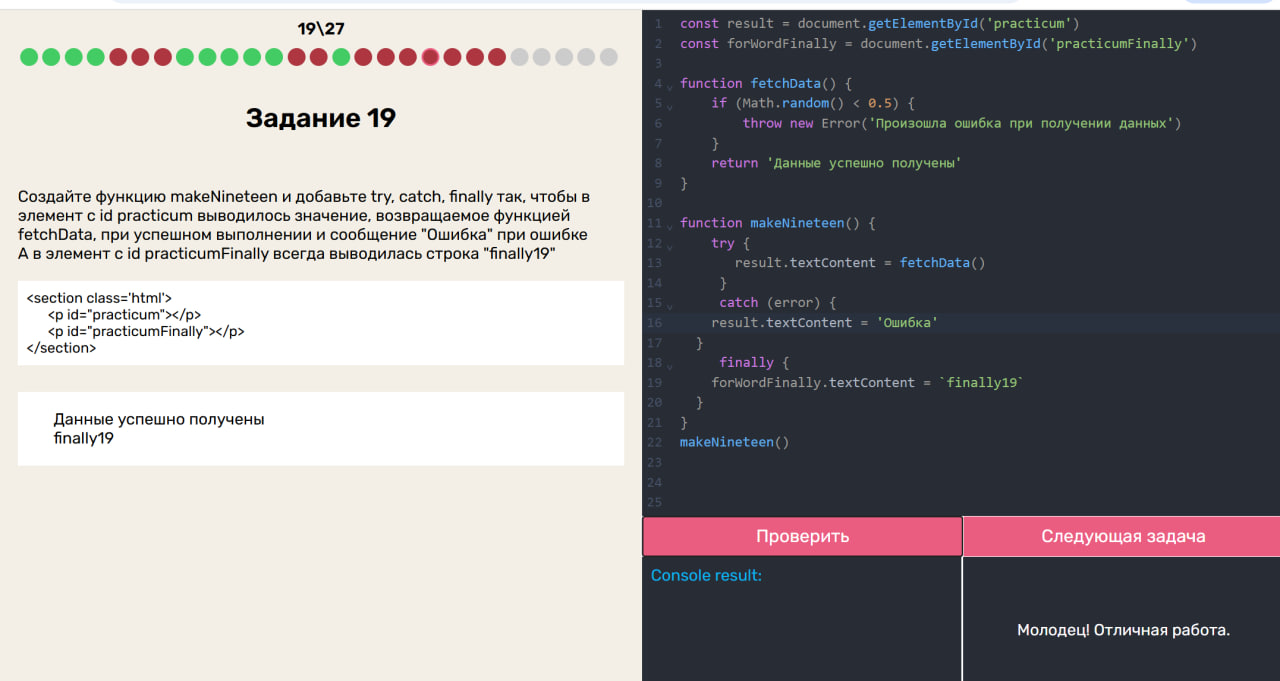 19\27
Задание 19
Создайте функцию makeNineteen и добавьте try, catch, finally так, чтобы в
элемент с id practicum выводилось значение, возвращаемое функцией
fetchData, при успешном выполнении и сообщение "Ошибка" при ошибке
А в элемент с id practicumFinally всегда выводилась строка "finally19"
<section class='html'>
<p id="practicum"></p>
<p id="practicumFinally"></p>
</section>
Данные успешно получены
finally19
1 const result = document.getElementById('practicum')
2 const forWordFinally = document.getElementById('practicumFinally')
3
4 function fetchData() {
5 if (Math.random() < 0.5) {
6 throw new Error('Произошла ошибка при получении данных')
7 }
8 return 'Данные успешно получены'
9 }
10
11 function makeNineteen() {
12 try {
13 result.textContent = fetchData()
14 }
15 catch (error) {
16 result.textContent = 'Ошибка'
17 }
18 finally {
19 forWordFinally.textContent = `finally19`
20 }
21 }
22 makeNineteen()
23
24
25
Проверить
Следующая задача
Console result:
Молодец! Отличная работа.